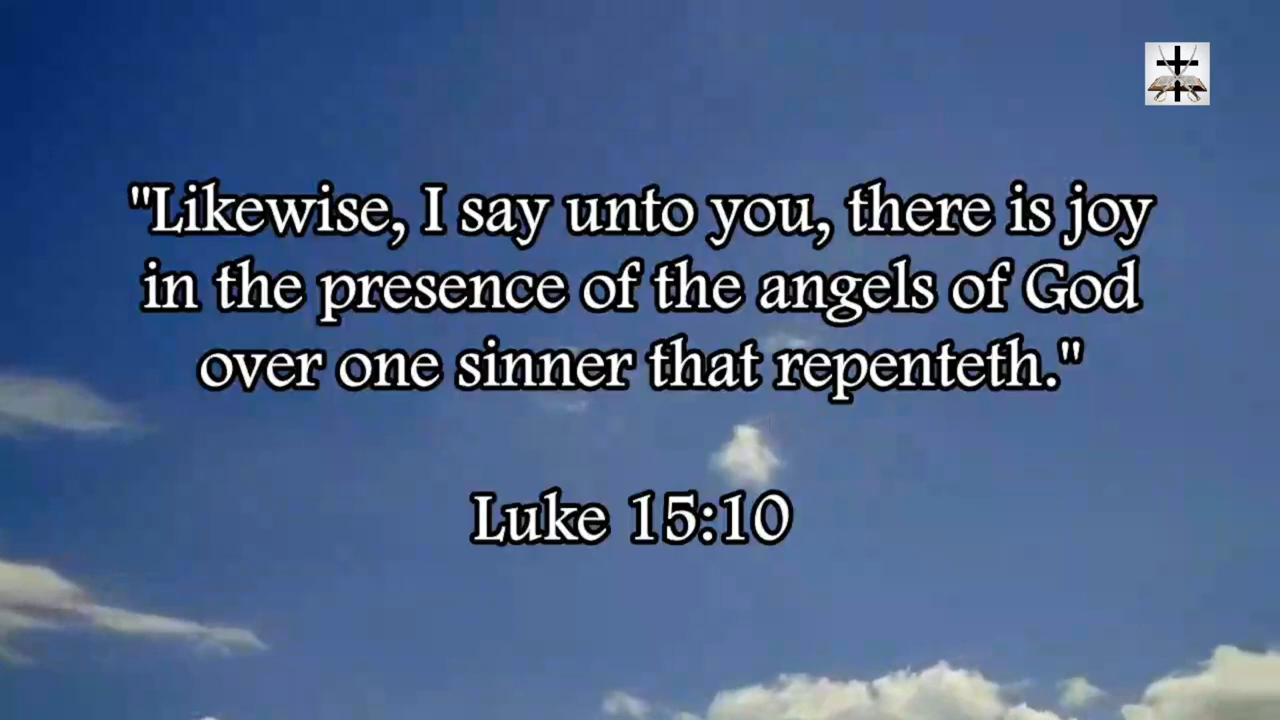 "Likewise, I say unto you, there is joy
in the presence of the angels of God
over one sinner that repenteth."
Luke 15:10